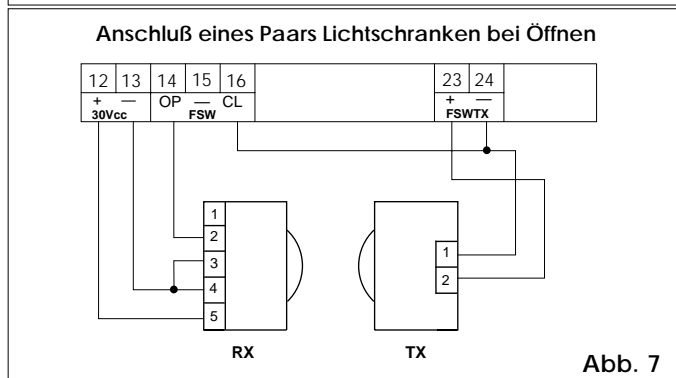 Anschluß eines Paars Lichtschranken bei Öffnen
12 13 14 15 16 23 24
+ — OP — CL + —
30Vcc FSW FSWTX
1
2
3
4
5
1
2
RX TX
Abb. 7